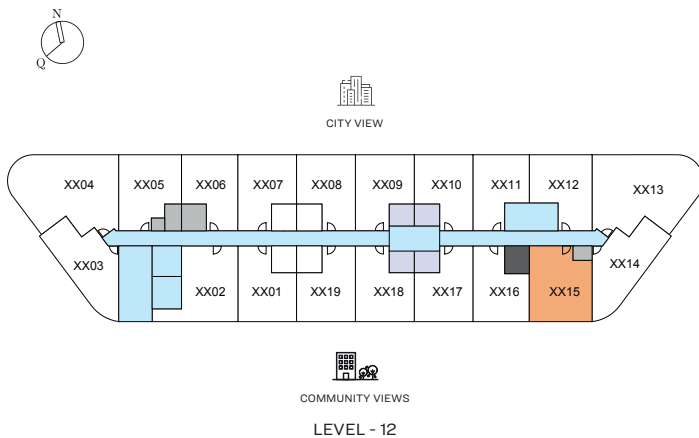 N
Q
CITY VIEW
XX04 XX05 XX06 XX07 XX08 XX09 XX10 XX11 XX12 XX13
XX03 XX02 XX01 XX19 XX18 XX17 XX16 XX15 XX14
COMMUNITY VIEWS
LEVEL - 12